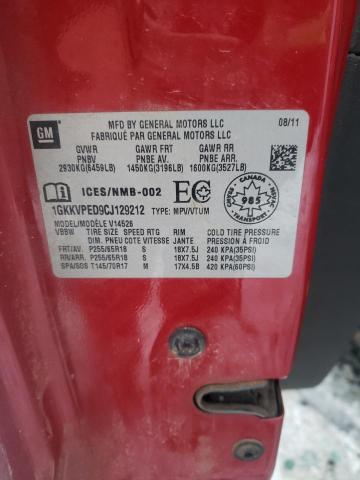 GM
MFD BY GENERAL MOTORS LLC 08/11
FABRIQUÉ PAR GENERAL MOTORS LLC
GVWR GAWR FRT GAWR RR
PNBV PNBE AV. PNBE ARR.
2930KG(6459LB) 1450KG(3196LB) 1600KG(3527LB)
ICES/NMB-002
CANADA
985
1GKKVPED9CJ129212 TYPE: MPV/VTUM
MODEL/MODÈLE V14526
VBBW TIRE SIZE SPEED RTG RIM COLD TIRE PRESSURE
PNEU DIM COTE VITESSE JANTE PRESSION À FROID
FRT/AV. P255/65R18 S 18X7.5J 240 KPA(35PSI)
RR/ARR. P255/65R18 S 18X7.5J 240 KPA(35PSI)
SPA/SOS T145/70R17 M 17X4.5B 420 KPA(60PSI)